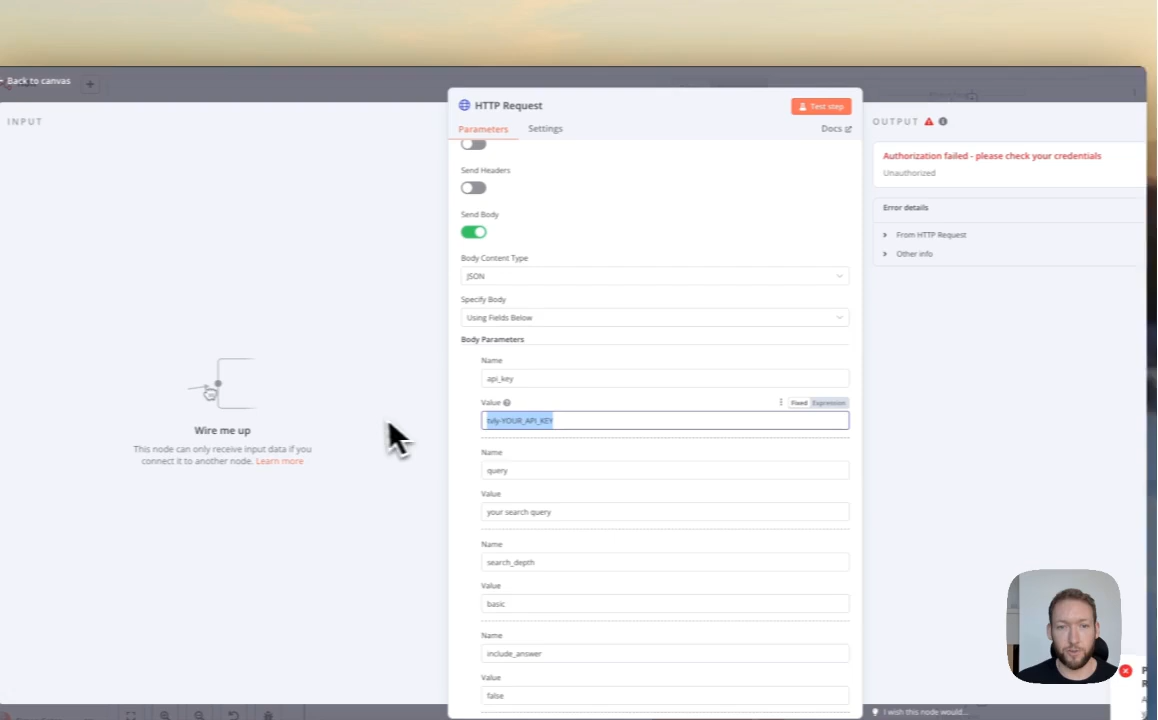 Back to canvas
INPUT
Wire me up
This node can only receive input data if you
connect it to another node. Learn more
HTTP Request
Test step
Parameters
Settings
Docs
Send Headers
Send Body
Body Content Type
JSON
Specify Body
Using Fields Below
Body Parameters
Name
api_key
Value
Fixed
Expression
tvly-YOUR_API_KEY
Name
query
Value
your search query
Name
search_depth
Value
basic
Name
include_answer
Value
false
OUTPUT
Authorization failed - please check your credentials
Unauthorized
Error details
From HTTP Request
Other info
I wish this node would...